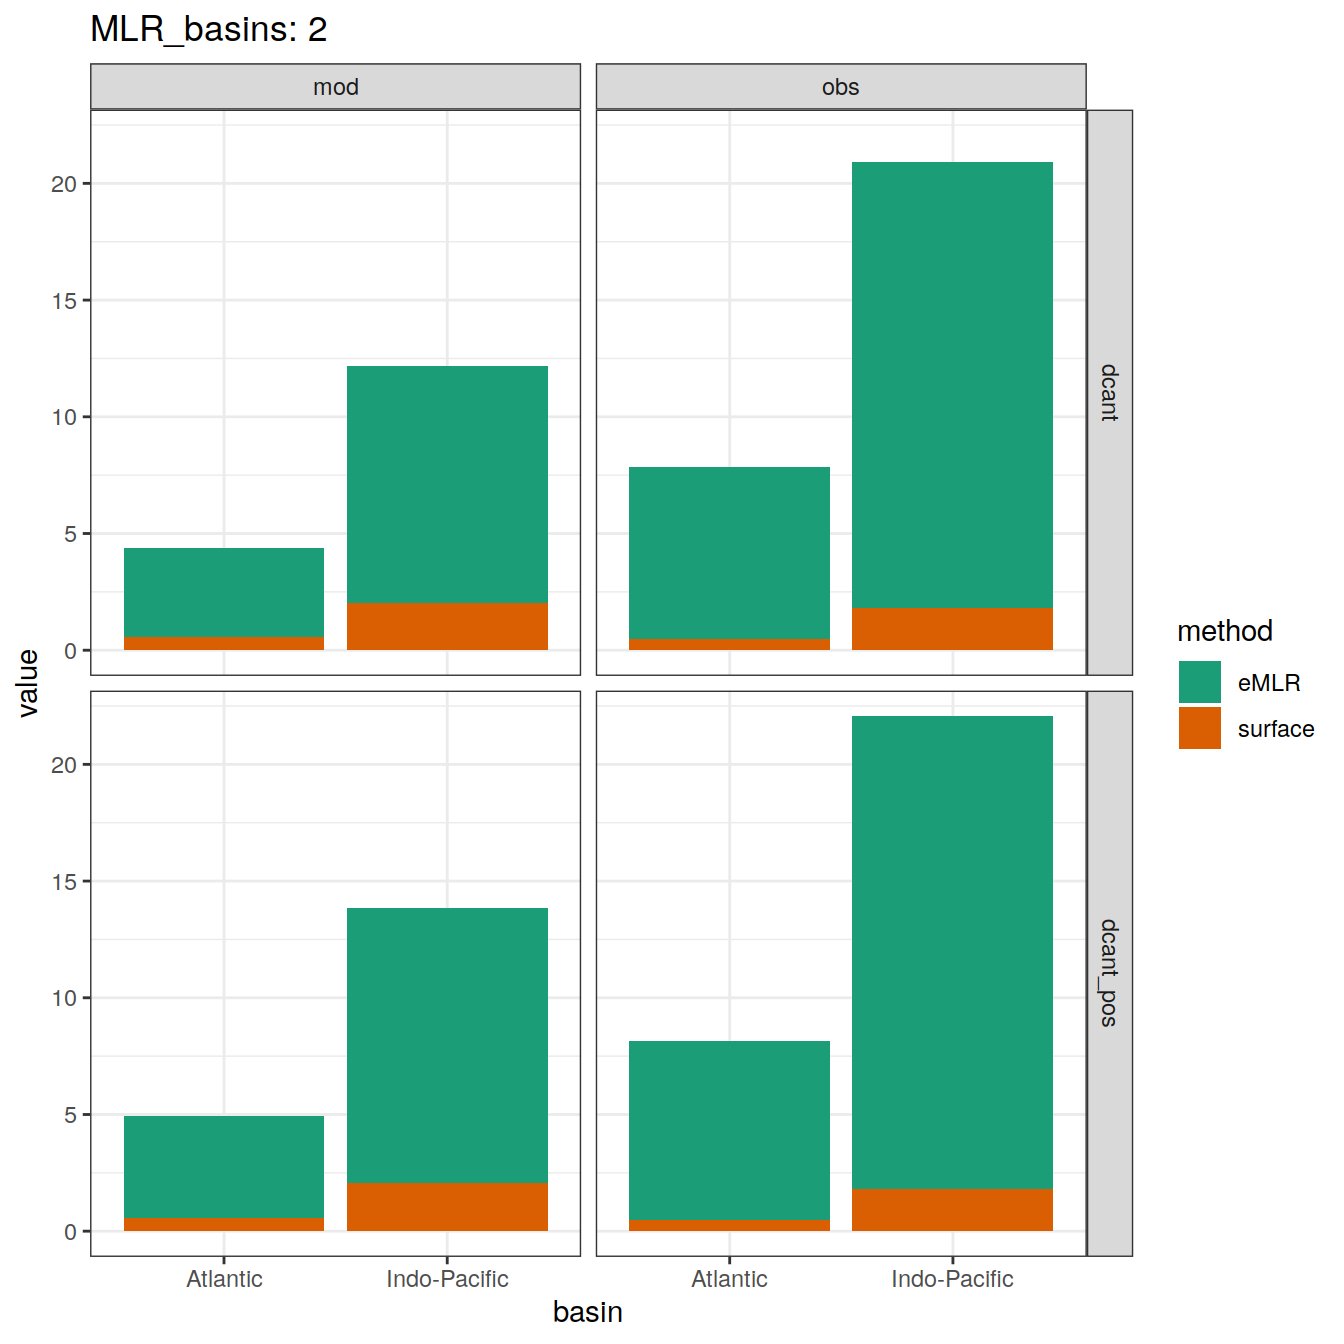 MLR_basins: 2
mod
obs
20
15
10
5
0
dcant
20
15
10
5
0
dcant_pos
value
Atlantic
Indo-Pacific
Atlantic
Indo-Pacific
basin
method
eMLR
surface